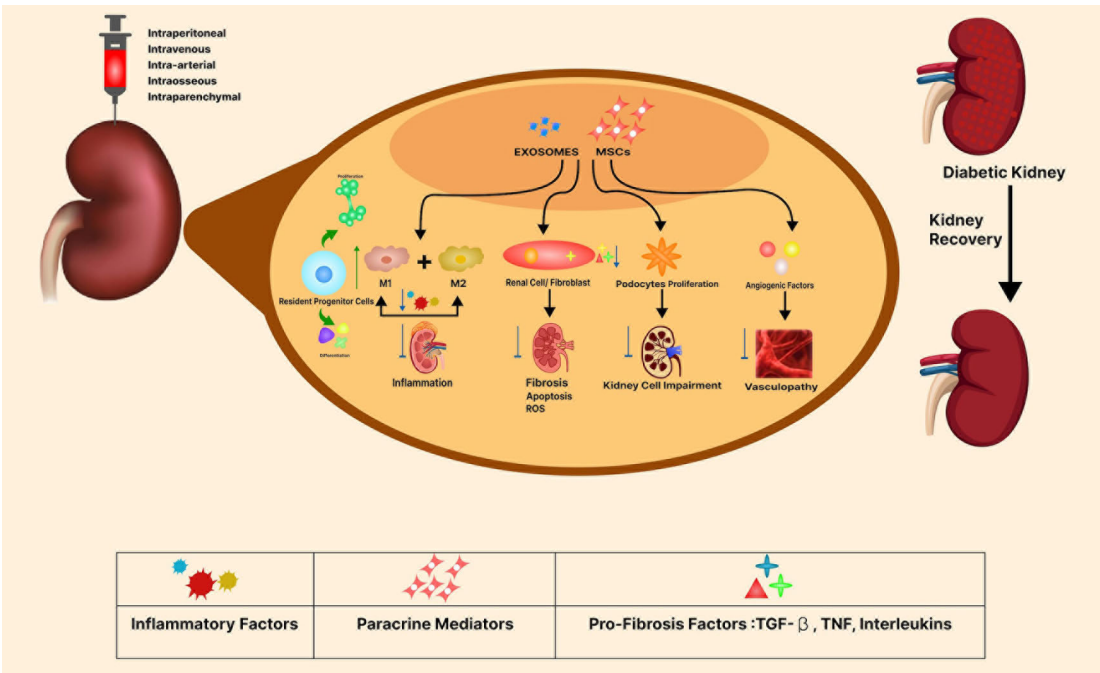 Intraperitoneal
Intravenous
Intra-arterial
Intraosseous
Intraparenchymal
EXOSOMES
MSCs
Proliferation
Resident Progenitor Cells
Differentiation
M1
+
M2
Inflammation
Renal Cell/ Fibroblast
Fibrosis
Apoptosis
ROS
Podocytes Proliferation
Kidney Cell Impairment
Angiogenic Factors
Vasculopathy
Diabetic Kidney
Kidney
Recovery
Inflammatory Factors
Paracrine Mediators
Pro-Fibrosis Factors :TGF- β , TNF, Interleukins